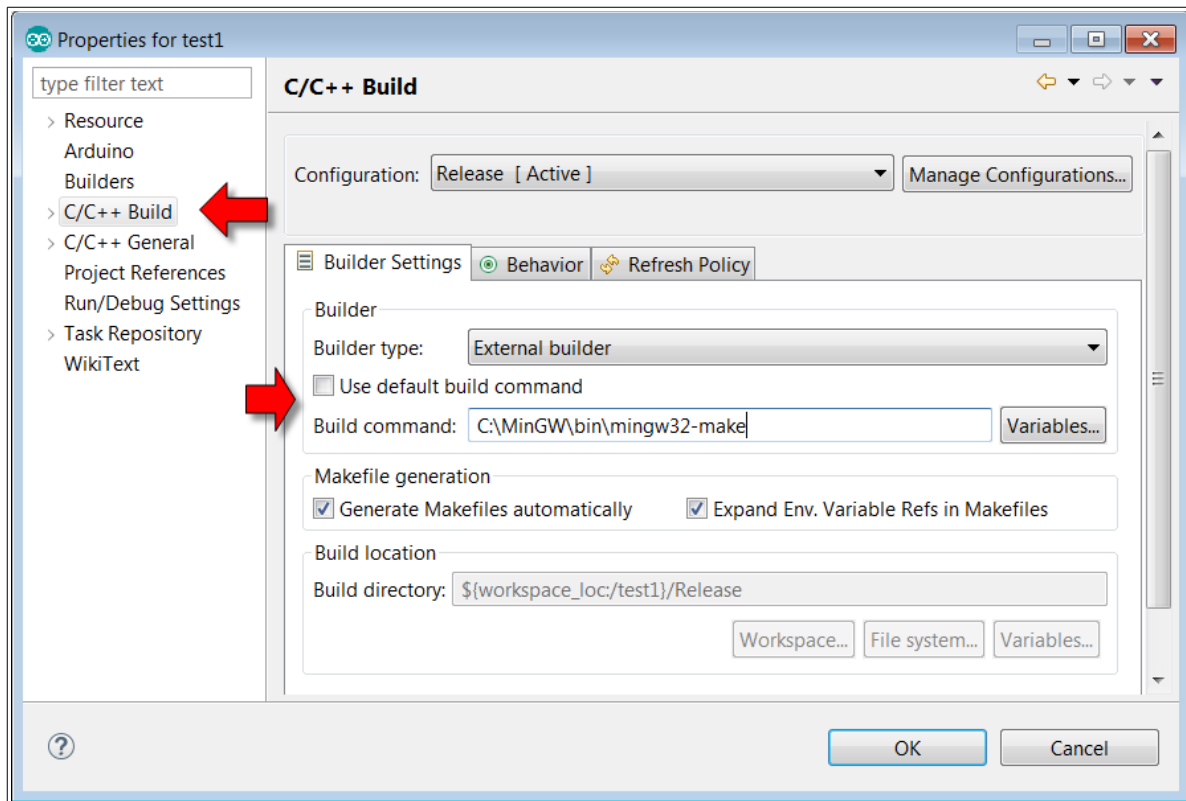 Properties for test1
type filter text
C/C++ Build
Resource
Arduino
Builders
C/C++ Build
C/C++ General
Project References
Run/Debug Settings
Task Repository
WikiText
Configuration: Release [ Active ] Manage Configurations...
Builder Settings Behavior Refresh Policy
Builder
Builder type: External builder
Use default build command
Build command: C:\MinGW\bin\mingw32-make Variables...
Makefile generation
Generate Makefiles automatically Expand Env. Variable Refs in Makefiles
Build location
Build directory: ${workspace_loc:/test1}/Release
Workspace... File system... Variables...
OK Cancel